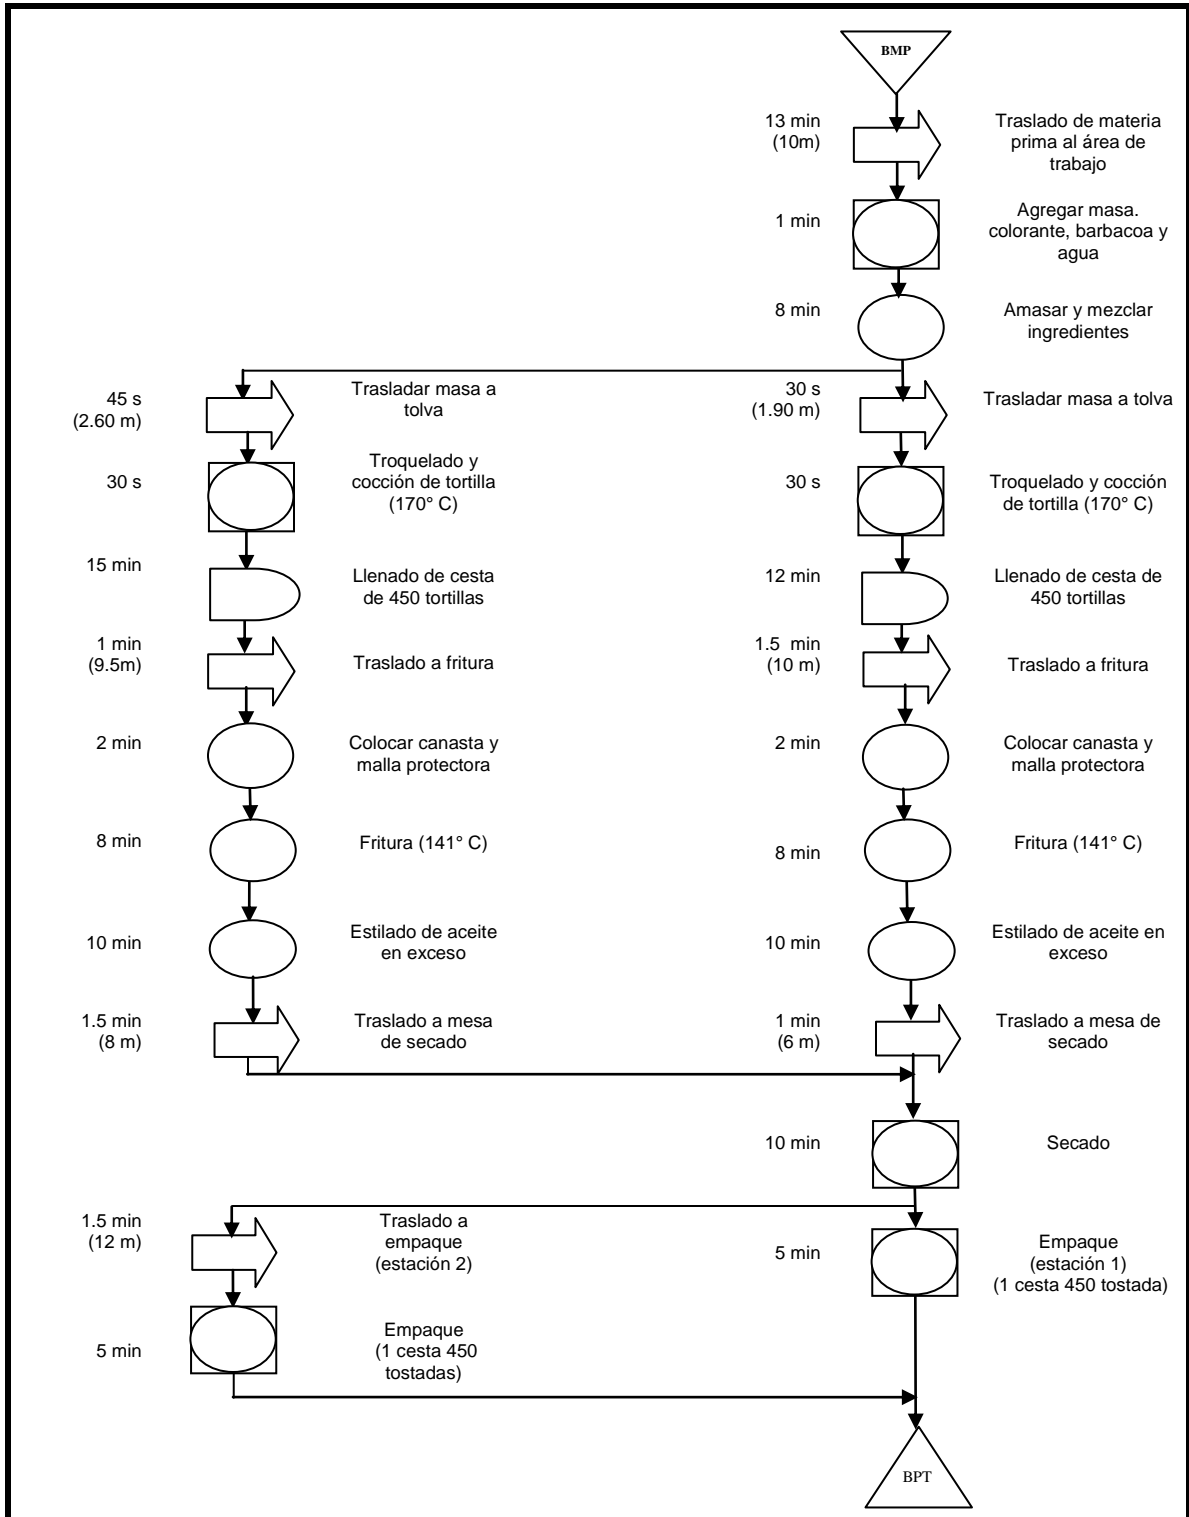 BMP
13 min
(10m)
Traslado de materia
prima al área de
trabajo
1 min
Agregar masa.
colorante, barbacoa y
agua
8 min
Amasar y mezclar
ingredientes
45 s
(2.60 m)
Trasladar masa a
tolva
30 s
(1.90 m)
Trasladar masa a tolva
30 s
Troquelado y
cocción de tortilla
(170° C)
30 s
Troquelado y cocción
de tortilla (170° C)
15 min
Llenado de cesta
de 450 tortillas
12 min
Llenado de cesta de
450 tortillas
1 min
(9.5m)
Traslado a fritura
1.5 min
(10 m)
Traslado a fritura
2 min
Colocar canasta y
malla protectora
2 min
Colocar canasta y
malla protectora
8 min
Fritura (141° C)
8 min
Fritura (141° C)
10 min
Estilado de aceite
en exceso
10 min
Estilado de aceite en
exceso
1.5 min
(8 m)
Traslado a mesa
de secado
1 min
(6 m)
Traslado a mesa de
secado
10 min
Secado
1.5 min
(12 m)
Traslado a
empaque
(estación 2)
5 min
Empaque
(estación 1)
(1 cesta 450 tostada)
5 min
Empaque
(1 cesta 450
tostadas)
BPT